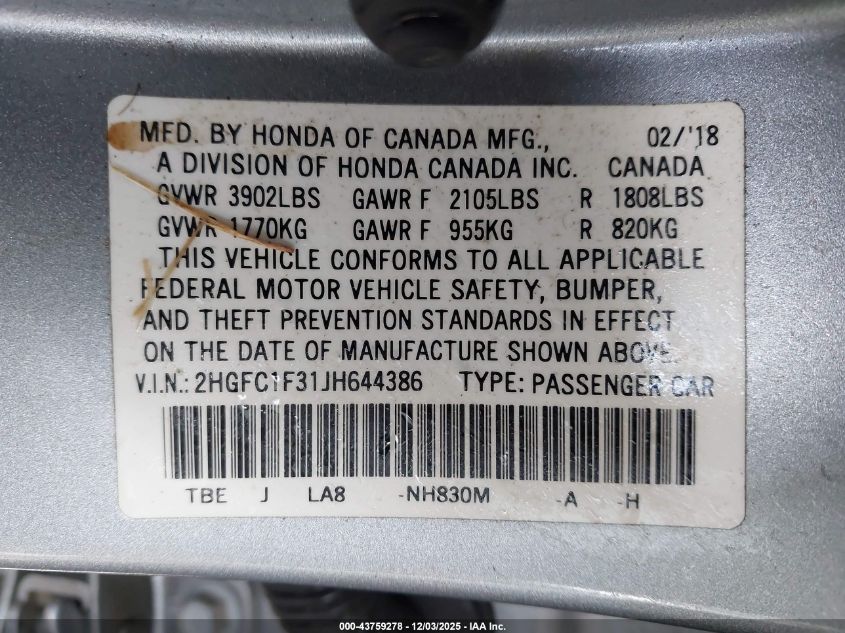 MFD. BY HONDA OF CANADA MFG., 02/'18
A DIVISION OF HONDA CANADA INC. CANADA
GVWR 3902LBS GAWR F 2105LBS R 1808LBS
GVWR 1770KG GAWR F 955KG R 820KG
THIS VEHICLE CONFORMS TO ALL APPLICABLE
FEDERAL MOTOR VEHICLE SAFETY, BUMPER,
AND THEFT PREVENTION STANDARDS IN EFFECT
ON THE DATE OF MANUFACTURE SHOWN ABOVE.
V.I.N.: 2HGFC1F31JH644386 TYPE: PASSENGER CAR
TBE J LA8 -NH830M -A -H
000-43759278 - 12/03/2025 - IAA Inc.